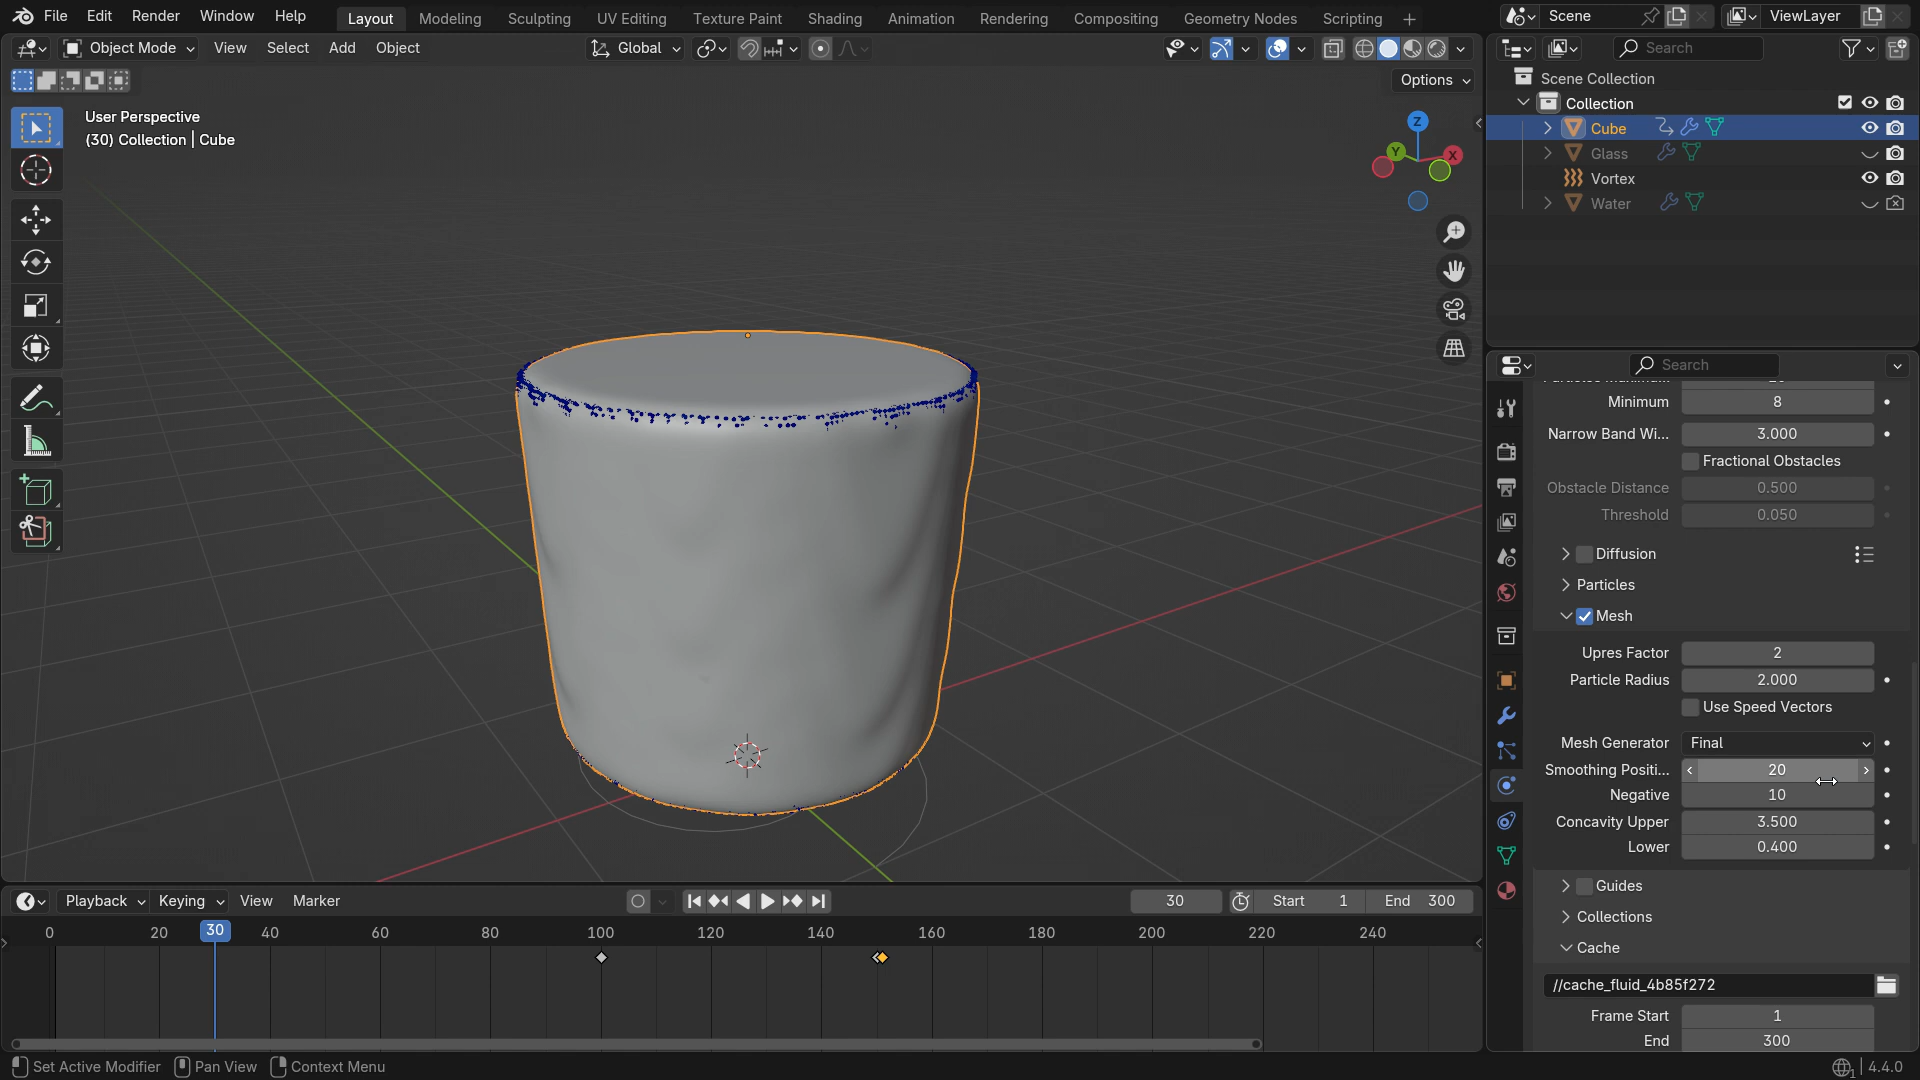 File Edit Render Window Help Layout Modeling Sculpting UV Editing Texture Paint Shading Animation Rendering Compositing Geometry Nodes Scripting Scene ViewLayer
Object Mode View Select Add Object Global Search
Options
User Perspective
(30) Collection | Cube
Z
Y
X
Scene Collection
Collection
Cube
Glass
Vortex
Water
Search
Minimum 8
Narrow Band Wi... 3.000
Fractional Obstacles
Obstacle Distance 0.500
Threshold 0.050
Diffusion
Particles
Mesh
Upres Factor 2
Particle Radius 2.000
Use Speed Vectors
Mesh Generator Final
Smoothing Positi... 20
Negative 10
Concavity Upper 3.500
Lower 0.400
Guides
Collections
Cache
//cache_fluid_4b85f272
Frame Start 1
End 300
Playback Keying View Marker 30 Start 1 End 300
0 20 30 40 60 80 100 120 140 160 180 200 220 240
Set Active Modifier Pan View Context Menu 4.4.0